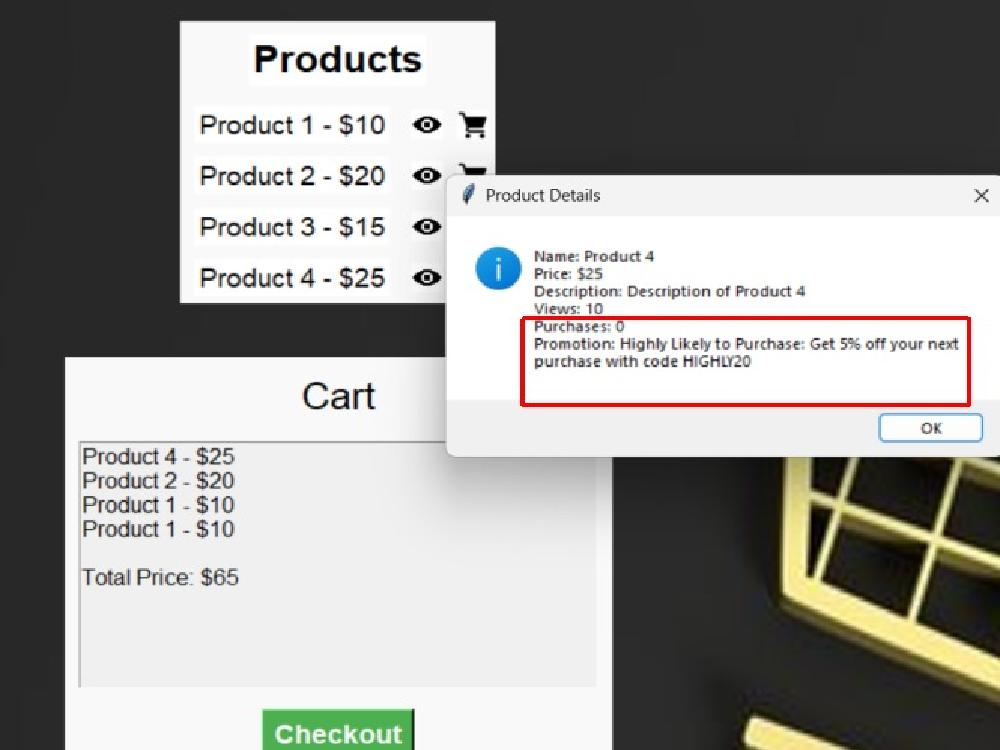 Products
Product 1 - $10
Product 2 - $20
Product 3 - $15
Product 4 - $25
Product Details
Name: Product 4
Price: $25
Description: Description of Product 4
Views: 10
Purchases: 0
Promotion: Highly Likely to Purchase: Get 5% off your next
purchase with code HIGHLY20
OK
Cart
Product 4 - $25
Product 2 - $20
Product 1 - $10
Product 1 - $10
Total Price: $65
Checkout